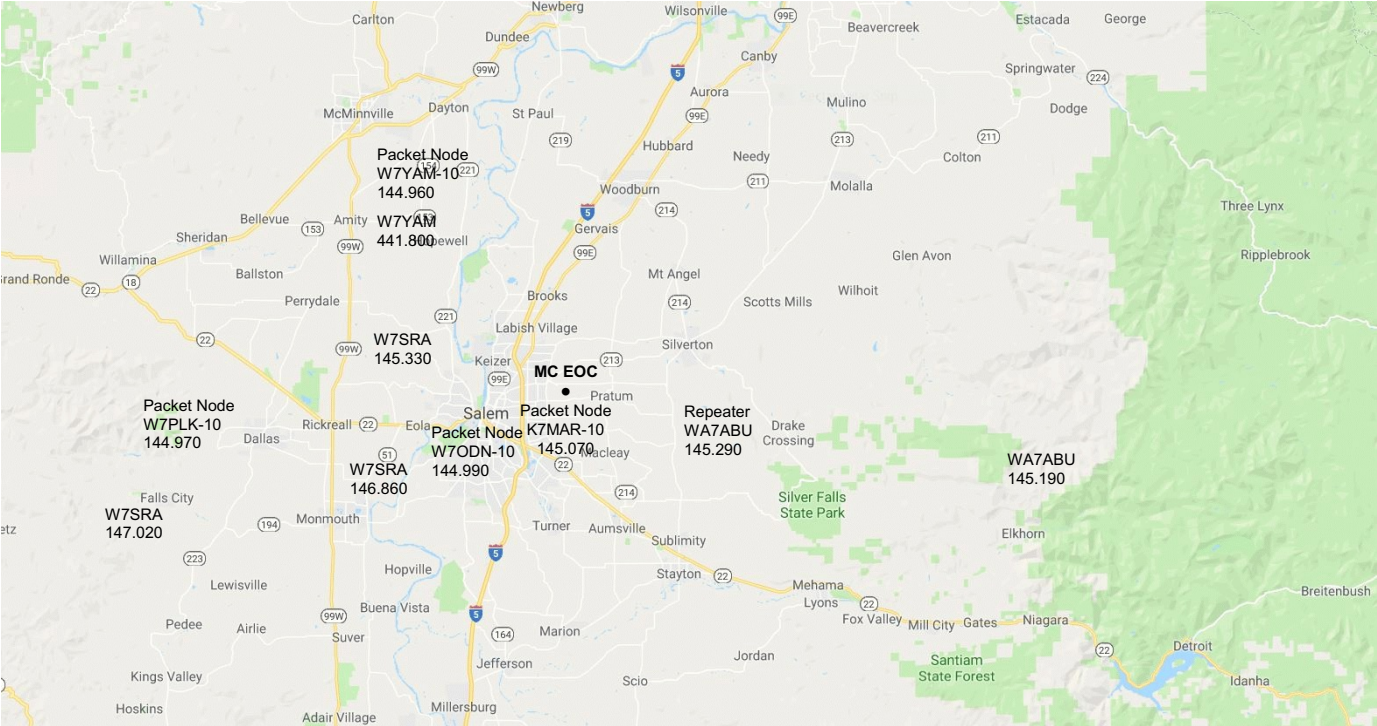 Newberg
Wilsonville
99E
Estacada
George
Carlton
Beavercreek
Dundee
99W
Canby
5
Springwater
224
Aurora
Dayton
Mulino
Dodge
McMinnville
St Paul
99E
219
213
211
Hubbard
Needy
Colton
Packet Node
W7YAM-10
144.960
154
221
211
Molalla
Woodburn
5
214
Three Lynx
Bellevue
Amity
W7YAM
441.800
153
Hopewell
153
Gervais
Sheridan
99W
99E
Ripplebrook
Glen Avon
Willamina
Grand Ronde
18
22
Ballston
Mt Angel
Wilhoit
Perrydale
Brooks
214
Scotts Mills
221
Labish Village
22
W7SRA
145.330
99W
Silverton
Keizer
213
99E
MC EOC
Pratum
Packet Node
W7PLK-10
144.970
Salem
Packet Node
K7MAR-10
145.070
Repeater
WA7ABU
145.290
Rickreall
22
Eola
Drake
Crossing
Dallas
Packet Node
W7ODN-10
144.990
Macleay
51
22
W7SRA
146.860
WA7ABU
145.190
Falls City
214
Silver Falls
State Park
W7SRA
147.020
194
Monmouth
Turner
Aumsville
etz
Elkhorn
Sublimity
223
5
Hopville
Stayton
22
Lewisville
Mehama
Breitenbush
Buena Vista
Lyons
22
99W
5
Fox Valley
Mill City
Gates
Niagara
Pedee
Airlie
Suver
164
Marion
22
Detroit
Jefferson
Jordan
Santiam
State Forest
Kings Valley
Scio
Idanha
Hoskins
Millersburg
Adair Village